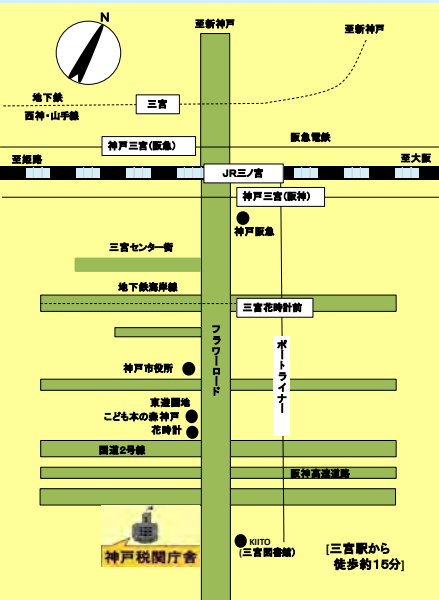 N
至新神戸
至新神戸
地下鉄
西神・山手線
三宮
神戸三宮(阪急)
阪急電鉄
至姫路
JR三ノ宮
至大阪
神戸三宮(阪神)
神戸阪急
三宮センター街
地下鉄海岸線
三宮花時計前
フラワーロード
ポートライナー
神戸市役所
東遊園地
こども本の森神戸
花時計
国道2号線
阪神高速道路
神戸税関庁舎
KIITO
(三宮図書館)
[三宮駅から
徒歩約15分]